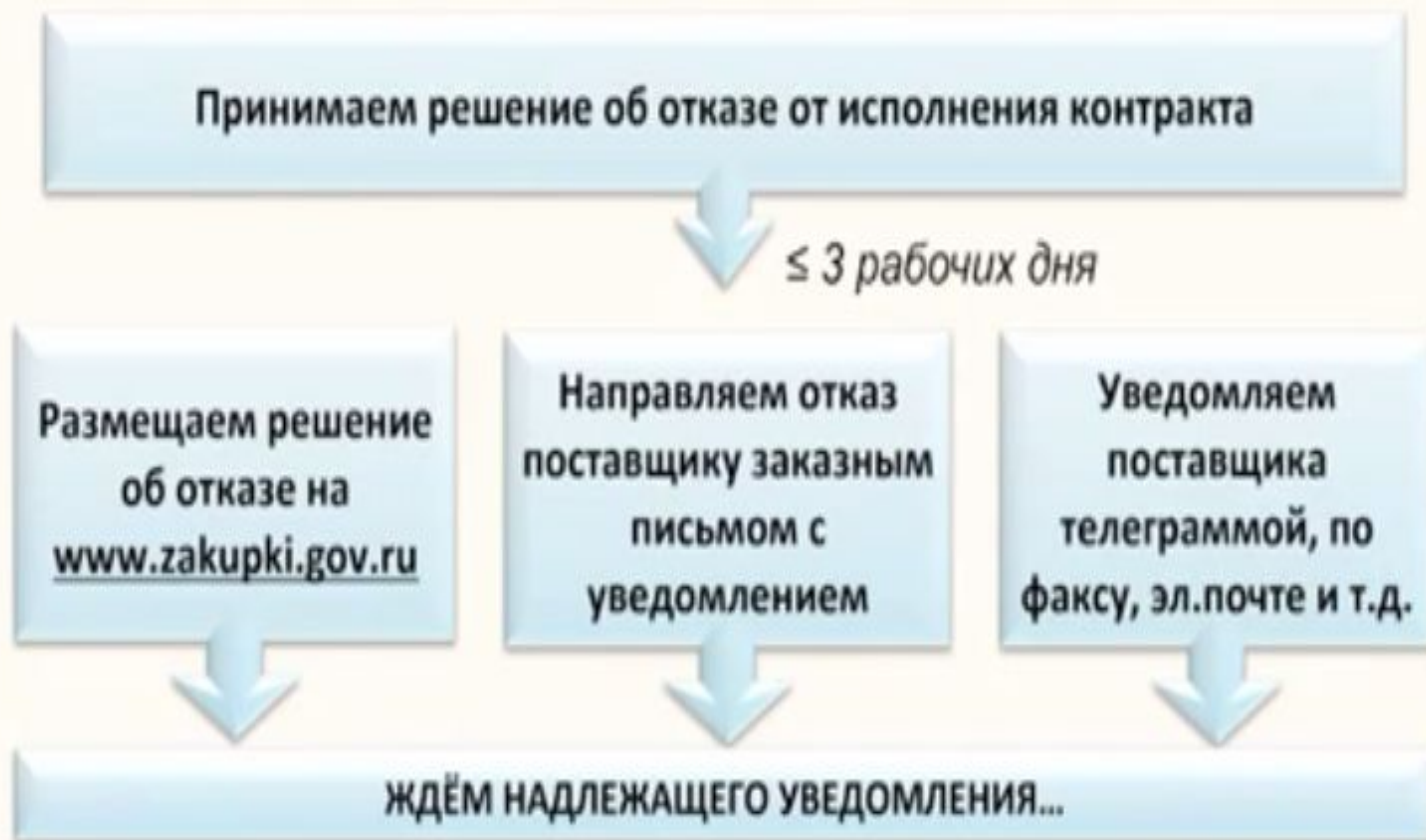 Принимаем решение об отказе от исполнения контракта
≤ 3 рабочих дня
Размещаем решение
об отказе на
www.zakupki.gov.ru
Направляем отказ
поставщику заказным
письмом с
уведомлением
Уведомляем
поставщика
телеграммой, по
факсу, эл.почте и т.д.
ЖДЁМ НАДЛЕЖАЩЕГО УВЕДОМЛЕНИЯ...